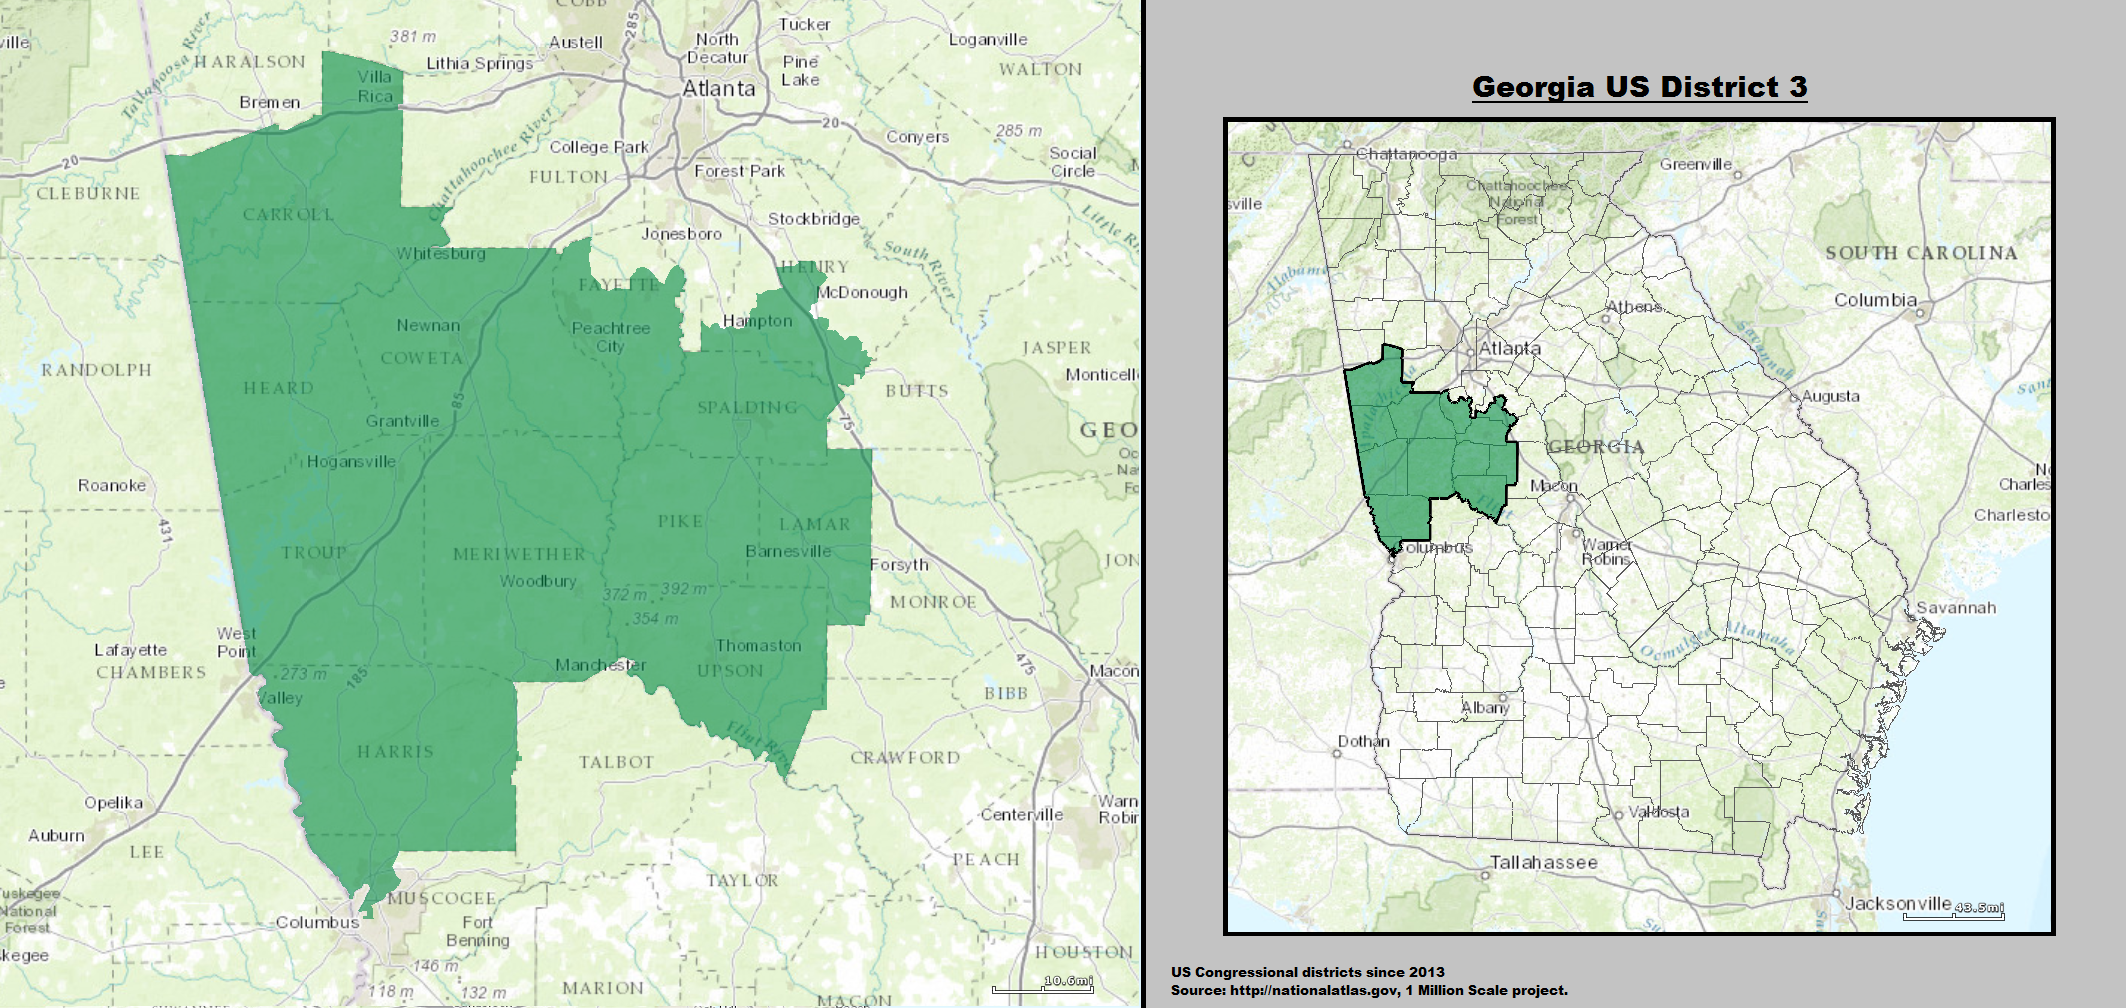 COBB
Tucker
381 m
Austell
285
North
Decatur
Loganville
ville
HARALSON
Lithia Springs
Pine
Lake
WALTON
Tallapoosa River
Villa
Rica
Bremen
Atlanta
20
Conyers
285 m
Chattahoochee River
College Park
Social
Circle
20
FULTON
Forest Park
CLEBURNE
CARROLL
Stockbridge
Little Ri
Jonesboro
South River
Whitesburg
HENRY
FAYETTE
McDonough
Newnan
Peachtree
City
Hampton
COWETA
JASPER
RANDOLPH
HEARD
Monticell
BUTTS
85
SPALDING
Grantville
75
GEO
Hogansville
Oc
Na
Fc
Roanoke
431
PIKE
LAMAR
TROUP
MERIWETHER
Barnesville
Woodbury
Forsyth
JON
372 m
392 m
MONROE
354 m
West
Point
Lafayette
Thomaston
CHAMBERS
Manchester
UPSON
475
Macon
273 m
185
Valley
BIBB
Flint River
HARRIS
TALBOT
CRAWFORD
Opelika
Centerville
Warn
Robir
Auburn
LEE
PEACH
TAYLOR
uskegee
National
Forest
MUSCOGEE
Columbus
Fort
Benning
skegee
HOUSTON
146 m
118 m
132 m
MARION
MACON
10.6mi
Georgia US District 3
Chattanooga
Greenville
Chattahoochee
National
Forest
sville
SOUTH CAROLINA
Alabama
Columbia
Athens
Savannah
Atlanta
Sant
Augusta
GEORGIA
Macon
Charles
Charlesto
Columbus
Warner
Robins
Savannah
Ocmulgee
Altamaha
Albany
Dothan
Valdosta
Tallahassee
Jacksonville
43.5mi
US Congressional districts since 2013
Source: http://nationalatlas.gov, 1 Million Scale project.